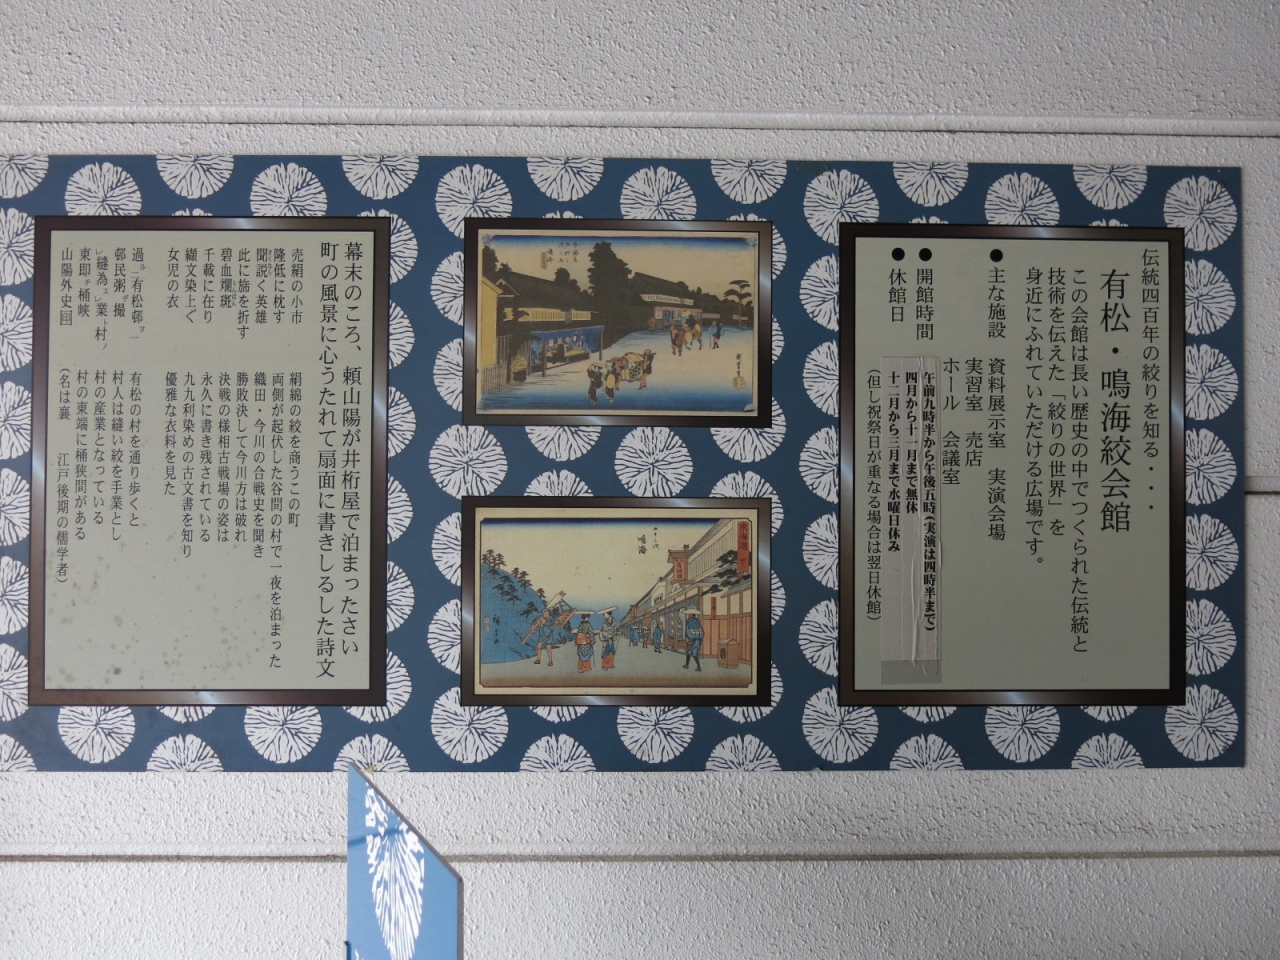 伝統四百年の絞りを知る・・・
有松・鳴海絞会館
この会館は長い歴史の中でつくられた伝統と
技術を伝えた「絞りの世界」を
身近にふれていただける広場です。
●主な施設 資料展示室 実演会場
実習室 売店
ホール 会議室
●開館時間 午前九時半から午後五時(実演は四時半まで)
●休館日 四月から十一月まで無休
十二月から三月まで水曜日休み
(但し祝祭日が重なる場合は翌日休館)
東海道
鳴海
幕末のころ、頼山陽が井桁屋で泊まったさい
町の風景に心うたれて扇面に書きしるした詩文
売絹の小市 絹綿の絞を商うこの町
隆低に枕す 両側が起伏した谷間の村で一夜を泊まった
聞説く英雄 織田・今川の合戦史を聞き
此に施を折す 勝敗決して今川方は破れ
碧血爛斑 決戦の様相古戦場の姿は
千載に在り 永久に書き残されている
纈文染上ぐ 九九利染めの古文書を知り
女児の衣 優雅な衣料を見た
過ル二有松邨ヲ一 有松の村を通り歩くと
邨民粥グ撮 村人は縫い絞を手業とし
レ縫為スレ業ト村ノ 村の産業となっている
東即チ桶峡 村の東端に桶狭間がある
山陽外史 (名は襄 江戸後期の儒学者)